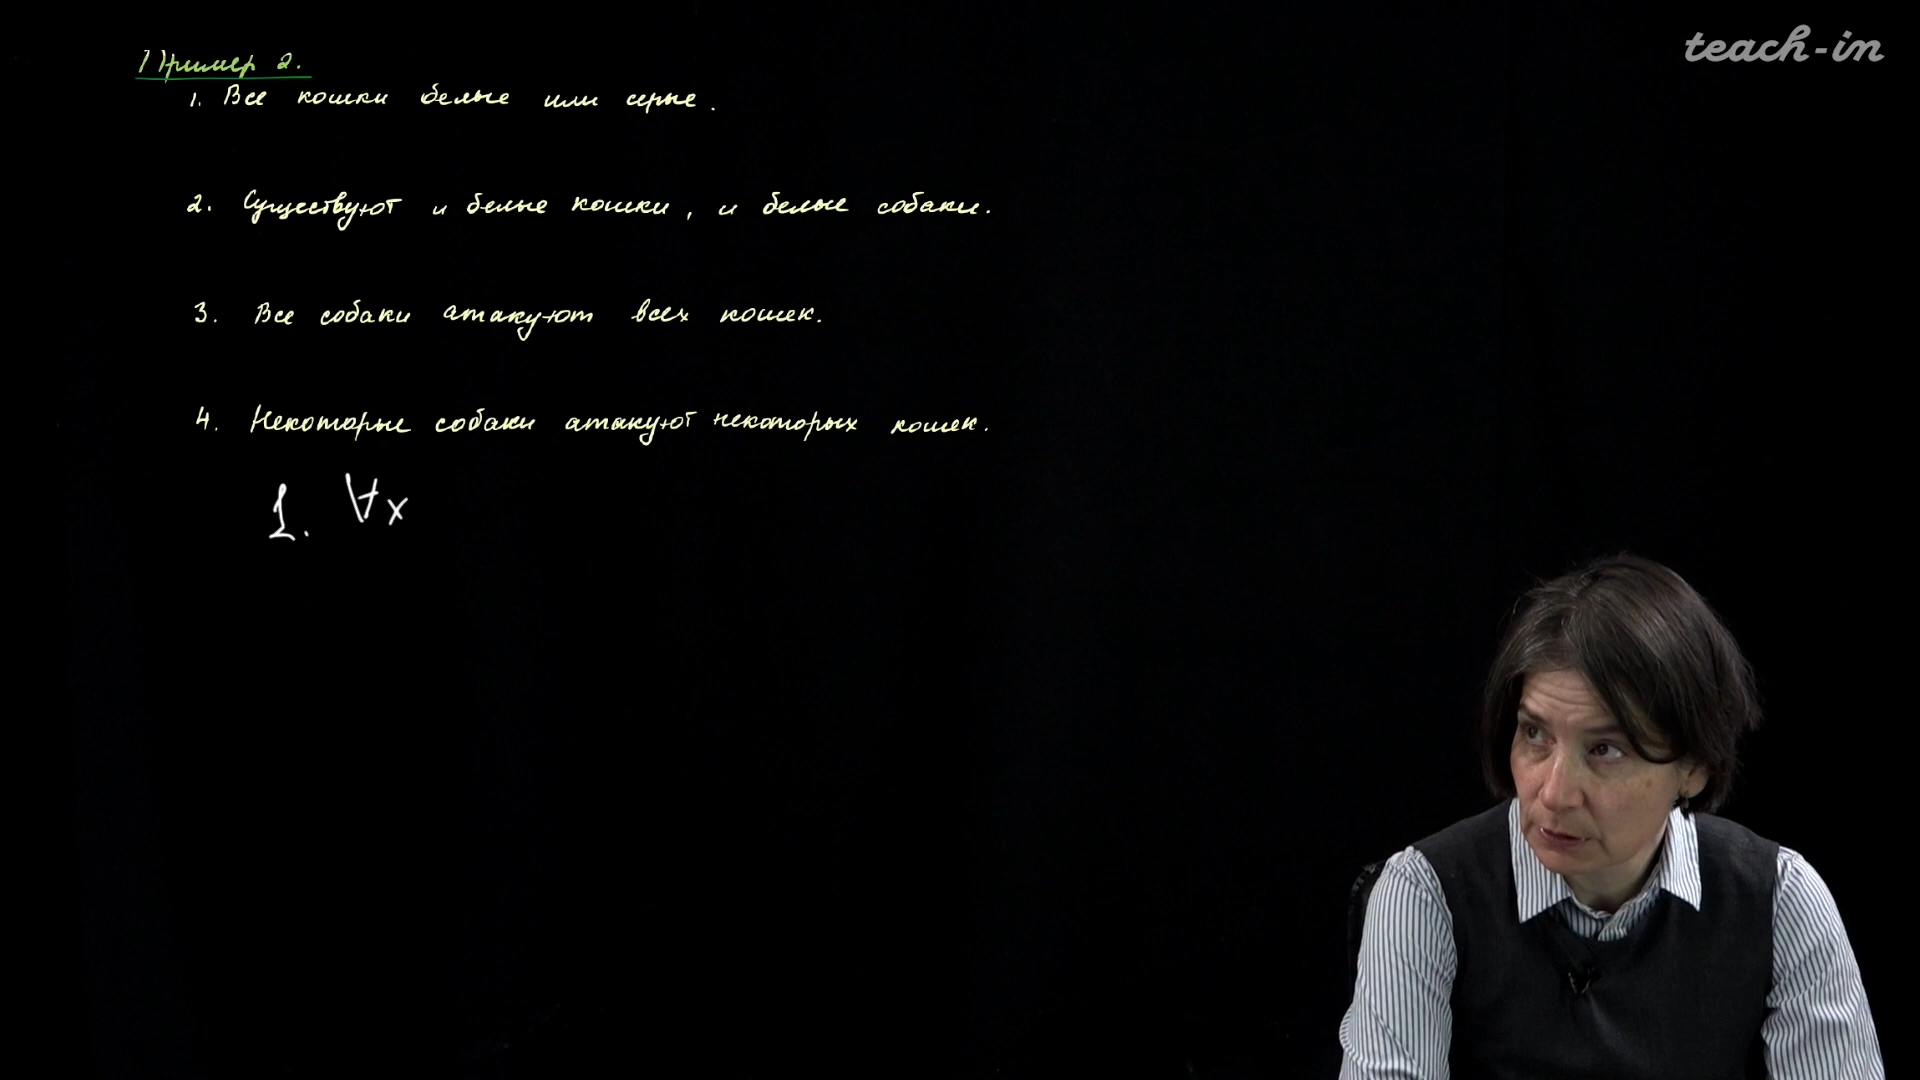 teach-in
Пример 2.
1. Все кошки белые или серые.
2. Существуют и белые кошки, и белые собаки.
3. Все собаки атакуют всех кошек.
4. Некоторые собаки атакуют некоторых кошек.
1. ∀x